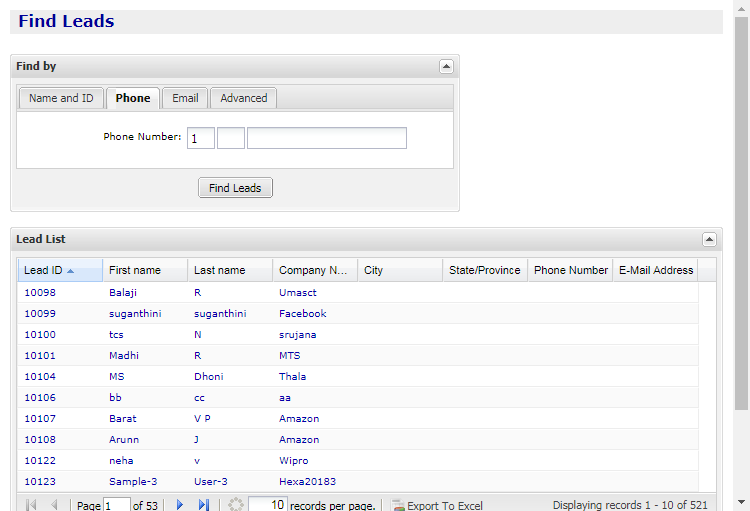 Find Leads
Find by
Name and ID Phone Email Advanced
Phone Number: 1
Find Leads
Lead List
Lead ID First name Last name Company N... City State/Province Phone Number E-Mail Address
10098 Balaji R Umasct
10099 suganthini suganthini Facebook
10100 tcs N srujana
10101 Madhi R MTS
10104 MS Dhoni Thala
10106 bb cc aa
10107 Barat V P Amazon
10108 Arunn J Amazon
10122 neha v Wipro
10123 Sample-3 User-3 Hexa20183
Page 1 of 53 10 records per page. Export To Excel Displaying records 1 - 10 of 521